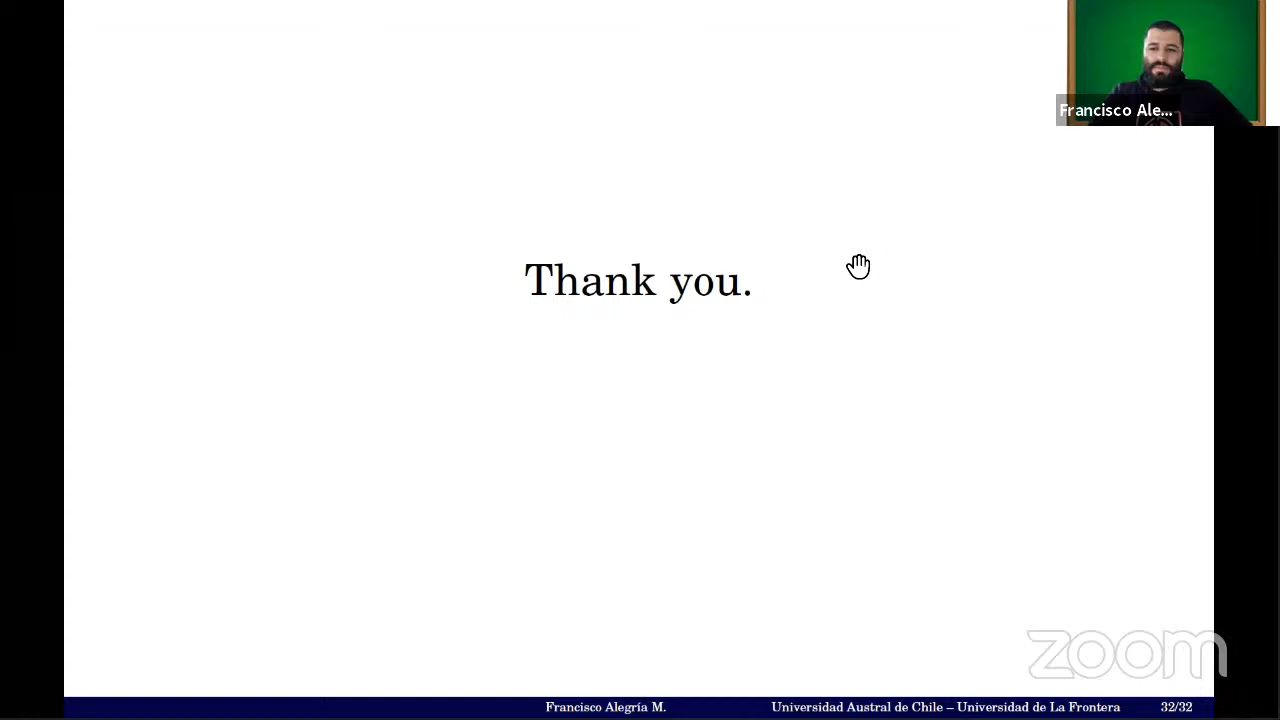 Francisco Ale...
Thank you.
zoom
Francisco Alegría M.
Universidad Austral de Chile – Universidad de La Frontera
32/32